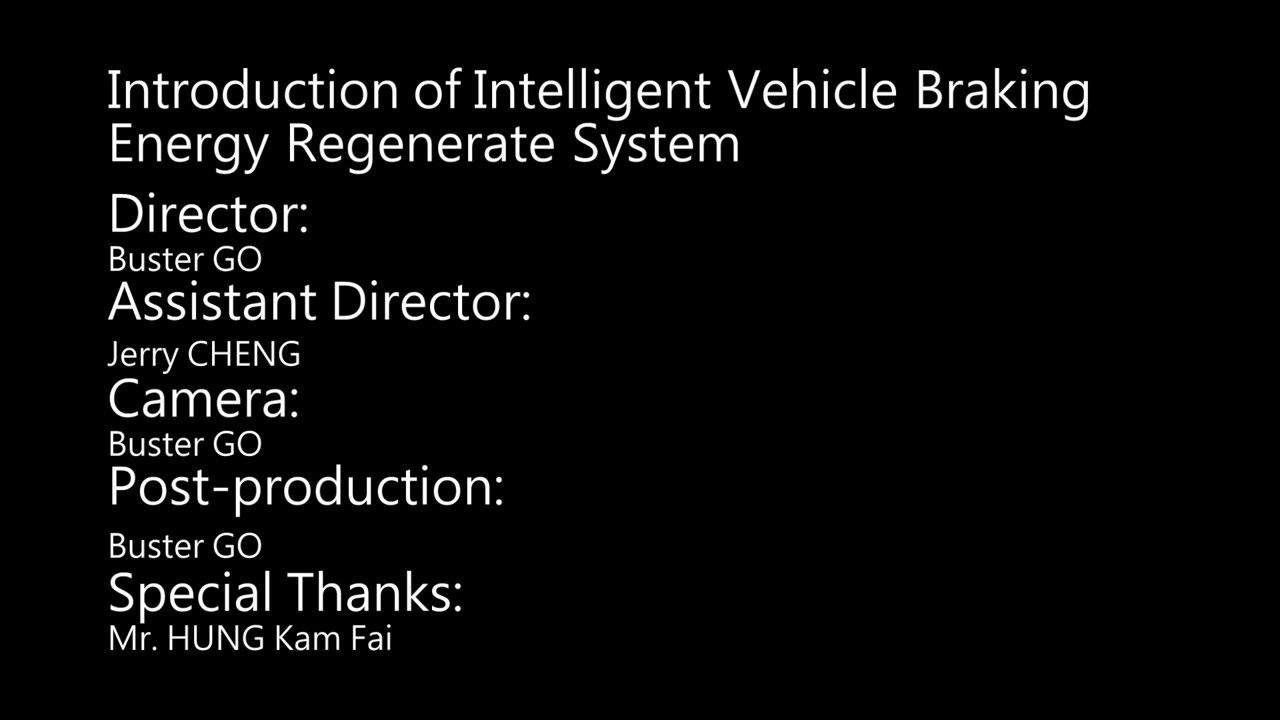 Introduction of Intelligent Vehicle Braking
Energy Regenerate System
Director:
Buster GO
Assistant Director:
Jerry CHENG
Camera:
Buster GO
Post-production:
Buster GO
Special Thanks:
Mr. HUNG Kam Fai